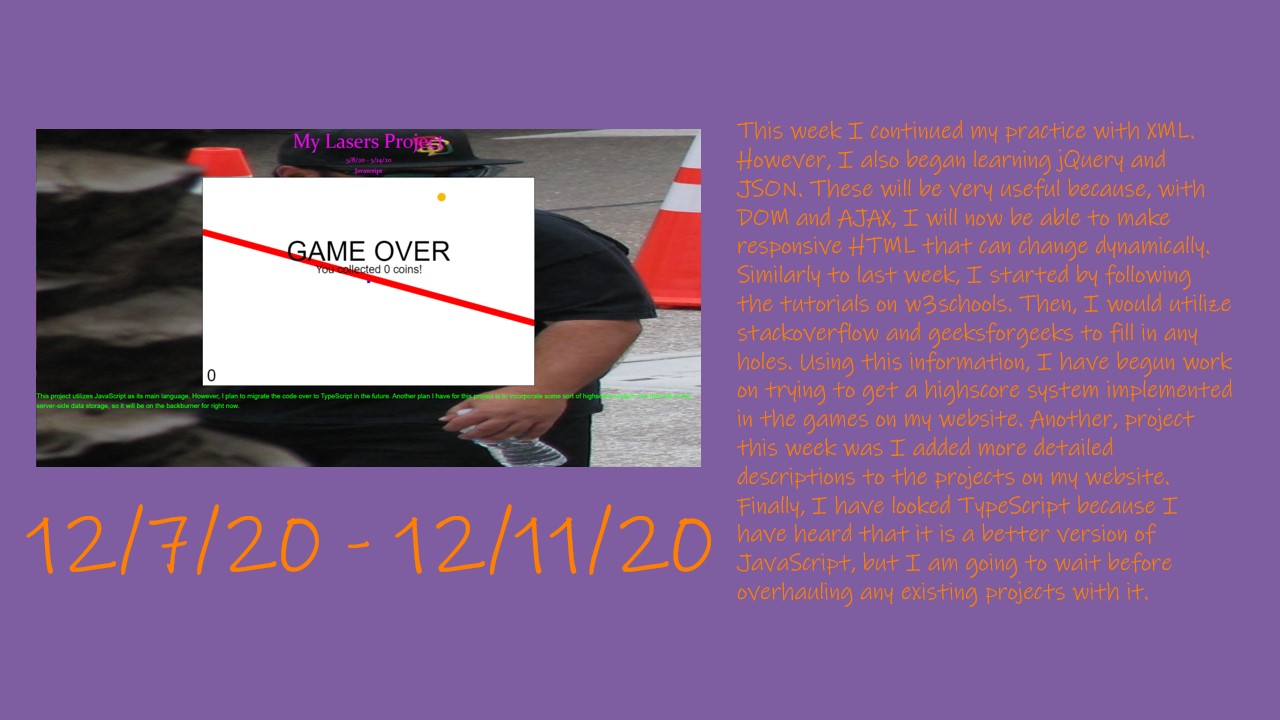 My Lasers Project
5/8/20 - 5/14/20
Javascript
GAME OVER
You collected 0 coins!
0
This project utilizes JavaScript as its main language. However, I plan to migrate the code over to TypeScript in the future. Another plan I have for this project is to incorporate some sort of
server-side data storage, so it will be on the backburner for right now.
12/7/20 - 12/11/20
This week I continued my practice with XML.
However, I also began learning jQuery and
JSON. These will be very useful because, with
DOM and AJAX, I will now be able to make
responsive HTML that can change dynamically.
Similarly to last week, I started by following
the tutorials on w3schools. Then, I would utilize
stackoverflow and geeksforgeeks to fill in any
holes. Using this information, I have begun work
on trying to get a highscore system implemented
in the games on my website. Another, project
this week was I added more detailed
descriptions to the projects on my website.
Finally, I have looked TypeScript because I
have heard that it is a better version of
JavaScript, but I am going to wait before
overhauling any existing projects with it.